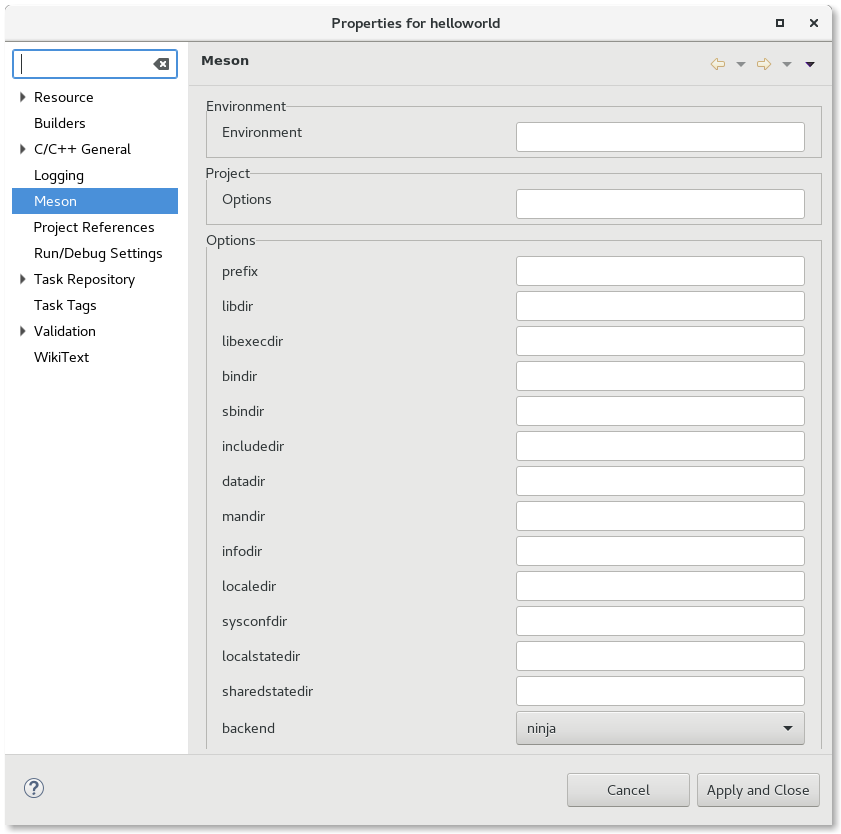 Properties for helloworld
Meson
Resource
Builders
C/C++ General
Logging
Meson
Project References
Run/Debug Settings
Task Repository
Task Tags
Validation
WikiText
Environment
Environment
Project
Options
Options
prefix
libdir
libexecdir
bindir
sbindir
includedir
datadir
mandir
infodir
localedir
sysconfdir
localstatedir
sharedstatedir
backend ninja
? Cancel Apply and Close